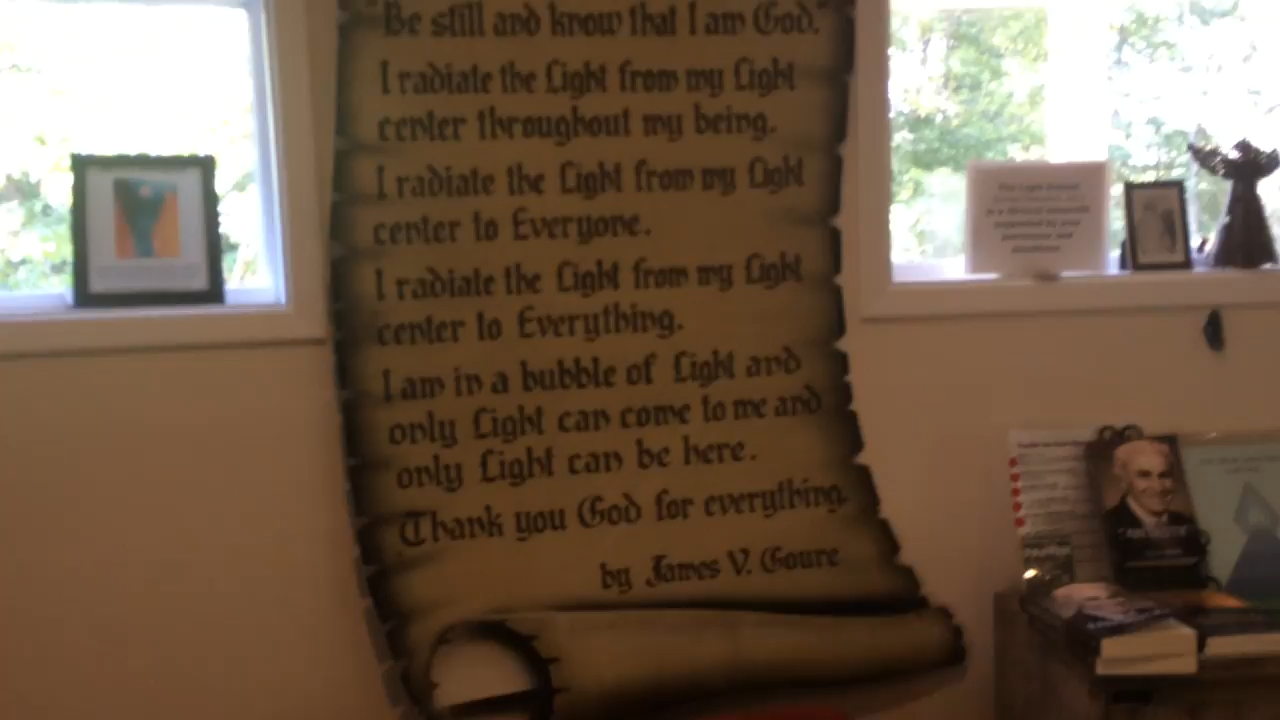 "Be still and know that I am God."
I radiate the Light from my Light
center throughout my being.
I radiate the Light from my Light
center to Everyone.
I radiate the Light from my Light
center to Everything.
I am in a bubble of Light and
only Light can come to me and
only Light can be here.
Thank you God for everything.
by James V. Goure
The Light Center